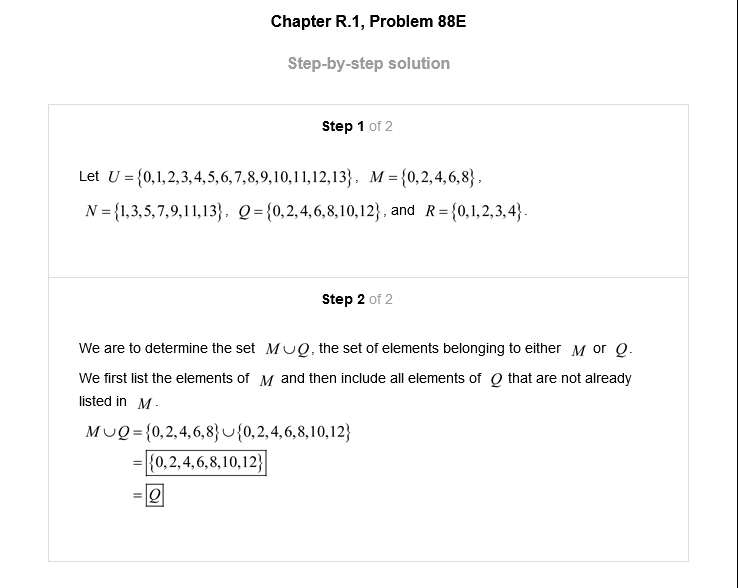 Chapter R.1, Problem 88E
Step-by-step solution
Step 1 of 2
Let U = {0,1,2,3,4,5,6,7,8,9,10,11,12,13}, M = {0,2,4,6,8},
N = {1,3,5,7,9,11,13}, Q = {0,2,4,6,8,10,12}, and R = {0,1,2,3,4}.
Step 2 of 2
We are to determine the set M∪Q, the set of elements belonging to either M or Q.
We first list the elements of M and then include all elements of Q that are not already
listed in M.
M∪Q = {0,2,4,6,8}∪{0,2,4,6,8,10,12}
= {0,2,4,6,8,10,12}
= Q